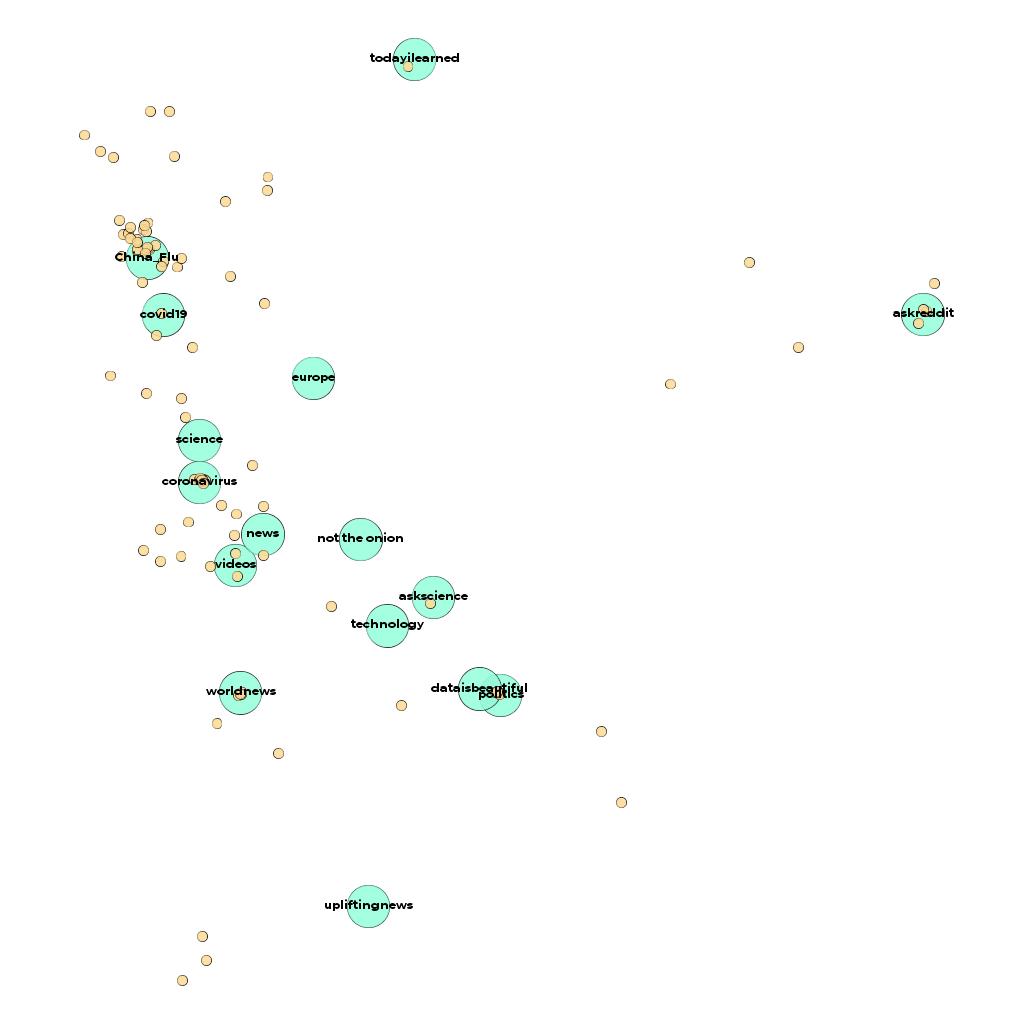 todayilearned
China_Flu
covid19
askreddit
europe
science
coronavirus
news
not the onion
videos
askscience
technology
dataisbeautiful
politics
worldnews
upliftingnews